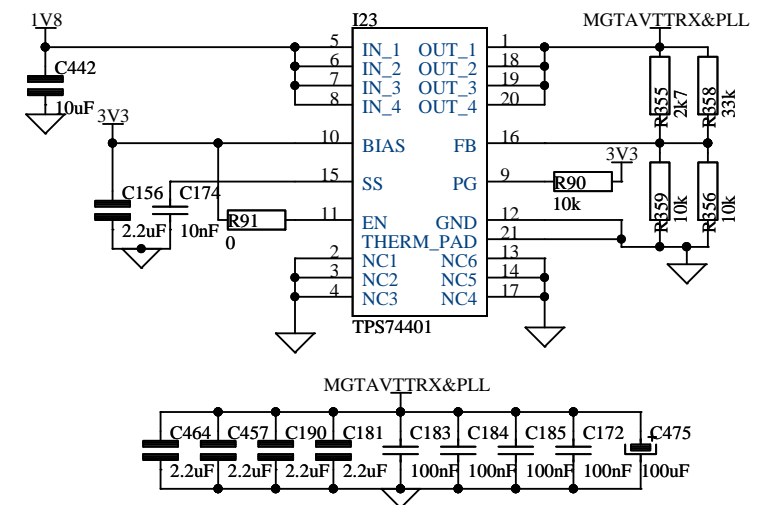 1V8
I23
MGTAVTTRX&PLL
5 IN_1 OUT_1 1
6 IN_2 OUT_2 18
7 IN_3 OUT_3 19
8 IN_4 OUT_4 20
C442
10uF
R355
2k7
R358
33k
3V3
10 BIAS FB 16
3V3
15 SS PG 9
R90
10k
C156
2.2uF
C174
10nF
R91
0
11 EN GND 12
THERM_PAD 21
2 NC1 NC6 13
3 NC2 NC5 14
4 NC3 NC4 17
R359
10k
R356
10k
TPS74401
MGTAVTTRX&PLL
C464 C457 C190 C181 C183 C184 C185 C172 + C475
2.2uF 2.2uF 2.2uF 2.2uF 100nF 100nF 100nF 100nF 100uF